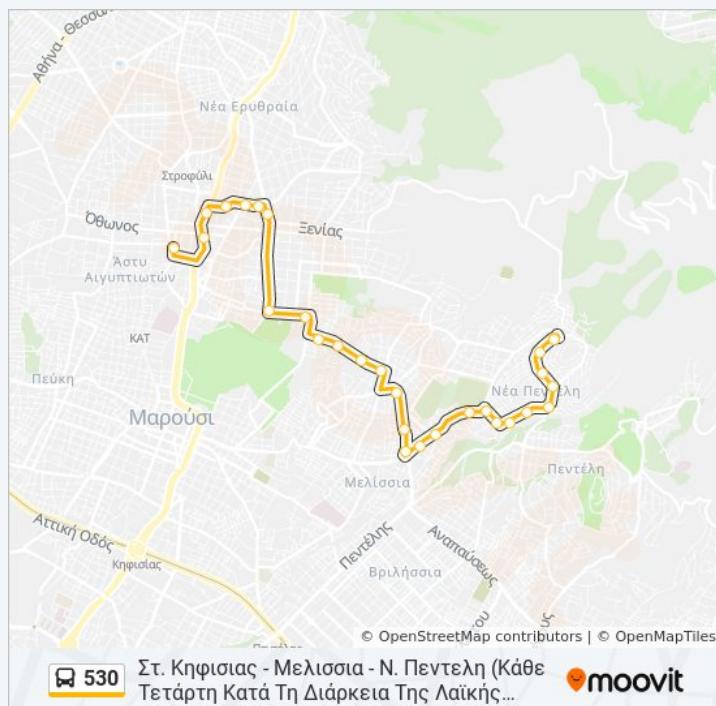 Αθήνα - Θεσσα
Νέα Ερυθραία
Στροφύλι
Όθωνος
Ξενίας
Άστυ
Αιγυπτιωτών
ΚΑΤ
Πεύκη
Μαρούσι
Νέα Πεντέλη
Πεντέλη
Μελίσσια
Αττική Οδός
Πεντέλης
Αναπαύσεως
Κηφισίας
Βριλήσσια
© OpenStreetMap contributors | © OpenMapTiles
530
Στ. Κηφισιας - Μελισσια - Ν. Πεντελη (Κάθε
Τετάρτη Κατά Τη Διάρκεια Της Λαϊκής...
moovit